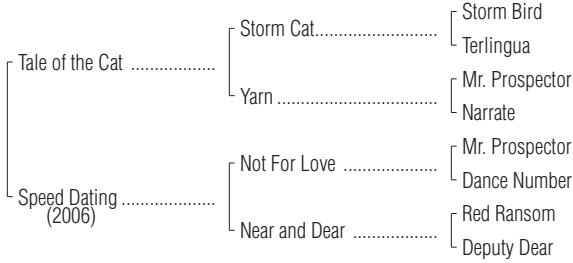 Storm Bird
Storm Cat..................................
Terlingua
Tale of the Cat ...................
Mr. Prospector
Yarn ...................................
Narrate
Mr. Prospector
Not For Love ....................
Dance Number
Speed Dating .....................
(2006)
Red Ransom
Near and Dear ..................
Deputy Dear